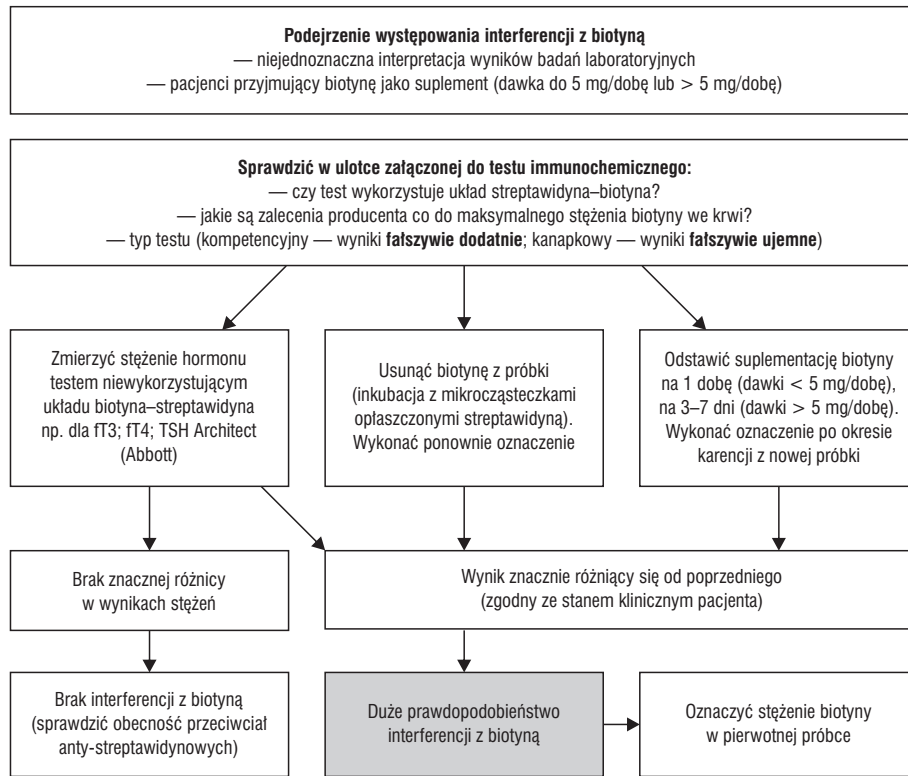 Podejrzenie występowania interferencji z biotyną
— niejednoznaczna interpretacja wyników badań laboratoryjnych
— pacjenci przyjmujący biotynę jako suplement (dawka do 5 mg/dobę lub > 5 mg/dobę)
Sprawdzić w ulotce załączonej do testu immunochemicznego:
— czy test wykorzystuje układ streptawidyna–biotyna?
— jakie są zalecenia producenta co do maksymalnego stężenia biotyny we krwi?
— typ testu (kompetencyjny — wyniki fałszywie dodatnie; kanapkowy — wyniki fałszywie ujemne)
Zmierzyć stężenie hormonu
testem niewykorzystującym
układu biotyna–streptawidyna
np. dla fT3; fT4; TSH Architect
(Abbott)
Usunąć biotynę z próbki
(inkubacja z mikrocząsteczkami
opłaszczonymi streptawidyną).
Wykonać ponownie oznaczenie
Odstawić suplementację biotyny
na 1 dobę (dawki < 5 mg/dobę),
na 3–7 dni (dawki > 5 mg/dobę).
Wykonać oznaczenie po okresie
karencji z nowej próbki
Brak znacznej różnicy
w wynikach stężeń
Wynik znacznie różniący się od poprzedniego
(zgodny ze stanem klinicznym pacjenta)
Brak interferencji z biotyną
(sprawdzić obecność przeciwciał
anty-streptawidynowych)
Duże prawdopodobieństwo
interferencji z biotyną
Oznaczyć stężenie biotyny
w pierwotnej próbce